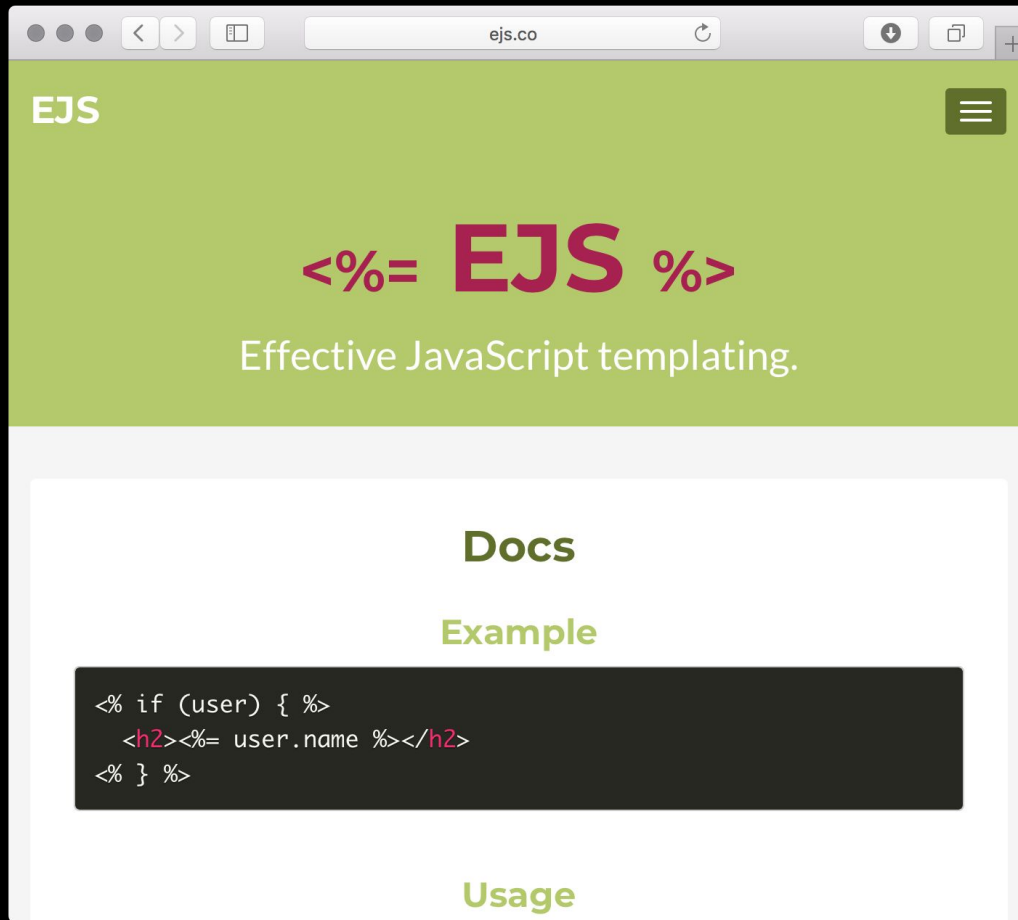 ejs.co
EJS
<%= EJS %>
Effective JavaScript templating.
Docs
Example
<% if (user) { %>
  <h2><%= user.name %></h2>
<% } %>
Usage